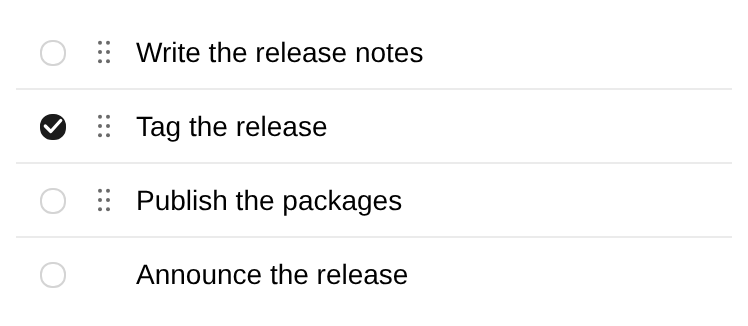 Write the release notes
Tag the release
Publish the packages
Announce the release